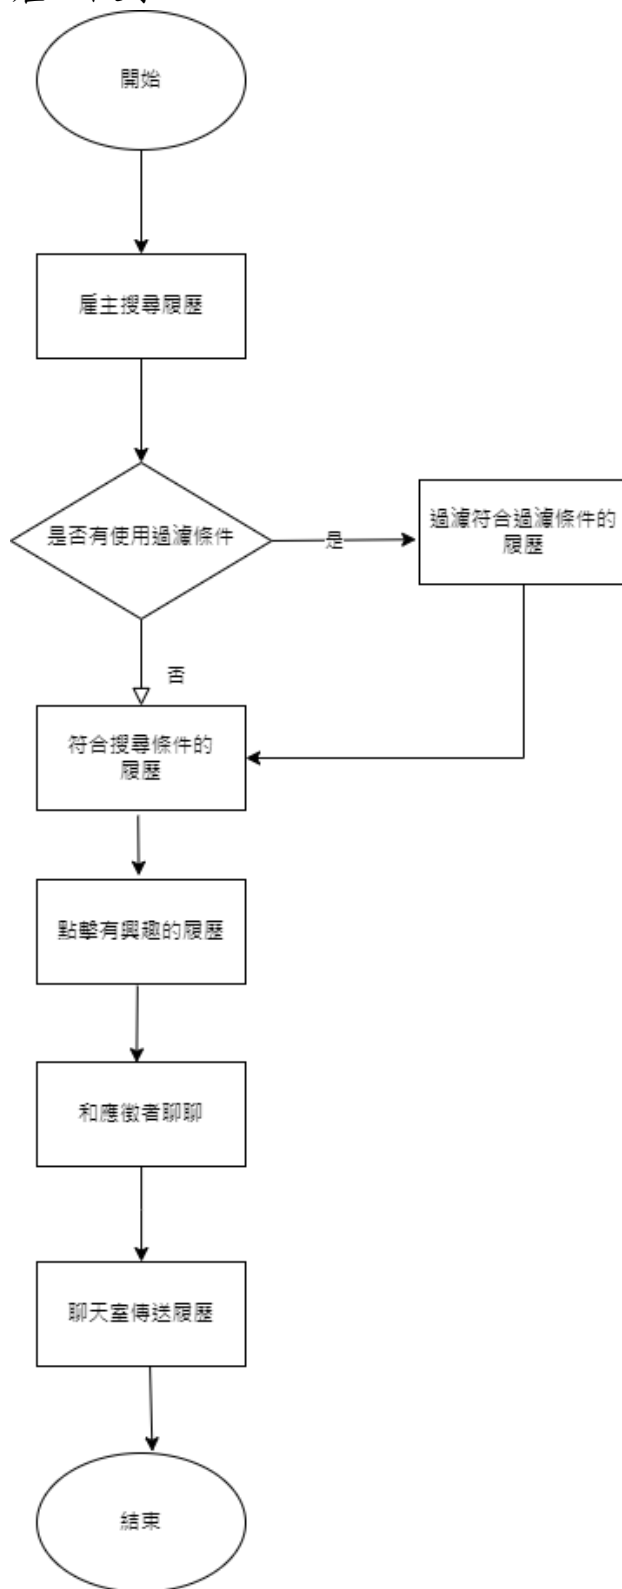 開始
雇主搜尋履歷
是否有使用過濾條件
是
過濾符合過濾條件的
履歷
否
符合搜尋條件的
履歷
點擊有興趣的履歷
和應徵者聊聊
聊天室傳送履歷
結束